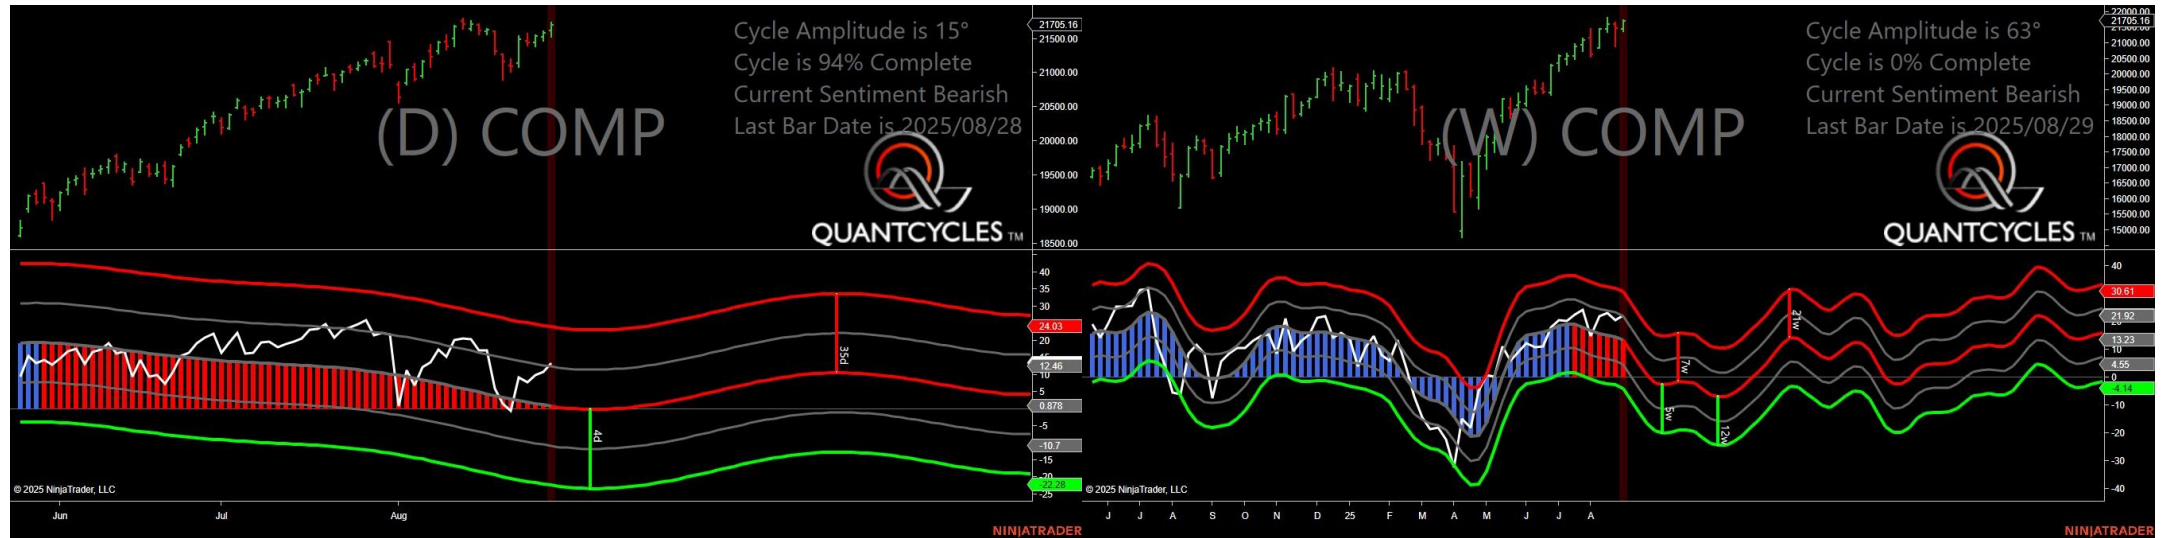 Cycle Amplitude is 15°
Cycle is 94% Complete
Current Sentiment Bearish
Last Bar Date is 2025/08/28
(D) COMP
QUANTCYCLES TM
21705.16
21500.00
21000.00
20500.00
20000.00
19500.00
19000.00
18500.00
40
35
30
24.03
20
12.46
10
5
0.878
-5
-10.7
-15
-22.28
-25
35d
4d
© 2025 NinjaTrader, LLC
Jun Jul Aug
NINJATRADER
Cycle Amplitude is 63°
Cycle is 0% Complete
Current Sentiment Bearish
Last Bar Date is 2025/08/29
(W) COMP
QUANTCYCLES TM
22000.00
21705.16
21000.00
20500.00
20000.00
19500.00
19000.00
18500.00
18000.00
17500.00
17000.00
16500.00
16000.00
15500.00
15000.00
40
30.61
21.92
13.23
10
4.55
0
-4.14
-10
-20
-30
-40
7w
21w
5w
12w
© 2025 NinjaTrader, LLC
J J A S O N D 25 F M A M J J A
NINJATRADER